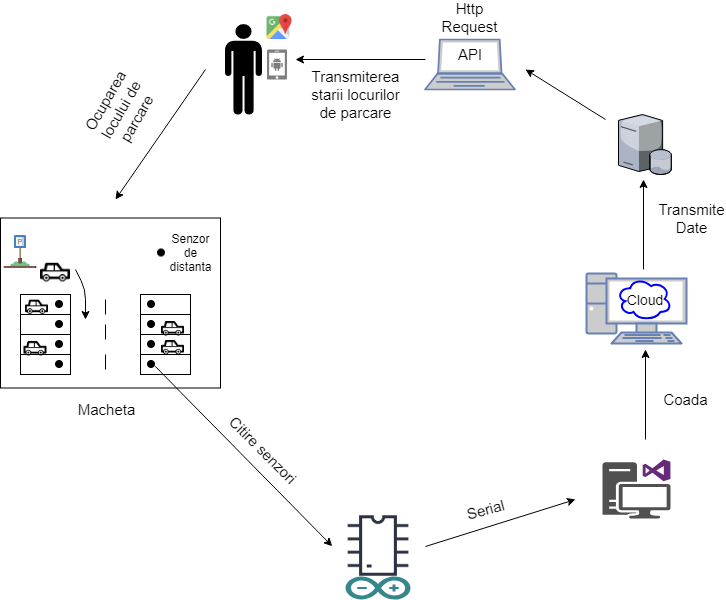 Http
Request
API
Transmiterea
starii locurilor
de parcare
Ocuparea
locului de
parcare
Transmite
Date
P
Senzor
de
distanta
Cloud
Macheta
Coada
Citire senzori
Serial